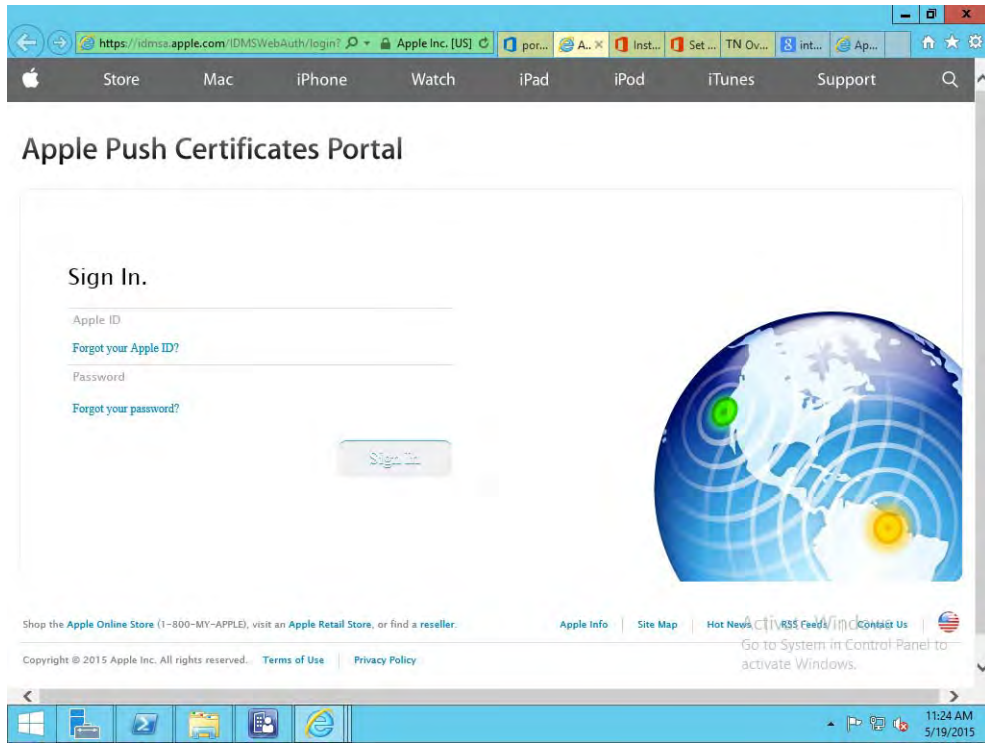 https://idmsa.apple.com/IDMSWebAuth/login? Apple Inc. [US] por... A... Inst... Set ... TN Ov... int... Ap...
Store Mac iPhone Watch iPad iPod iTunes Support
Apple Push Certificates Portal
Sign In.
Apple ID
Forgot your Apple ID?
Password
Forgot your password?
Sign In
Shop the Apple Online Store (1-800-MY-APPLE), visit an Apple Retail Store, or find a reseller.
Apple Info Site Map Hot News RSS Feeds Contact Us
Activate Windows
Go to System in Control Panel to
activate Windows.
Copyright © 2015 Apple Inc. All rights reserved. Terms of Use Privacy Policy
11:24 AM
5/19/2015